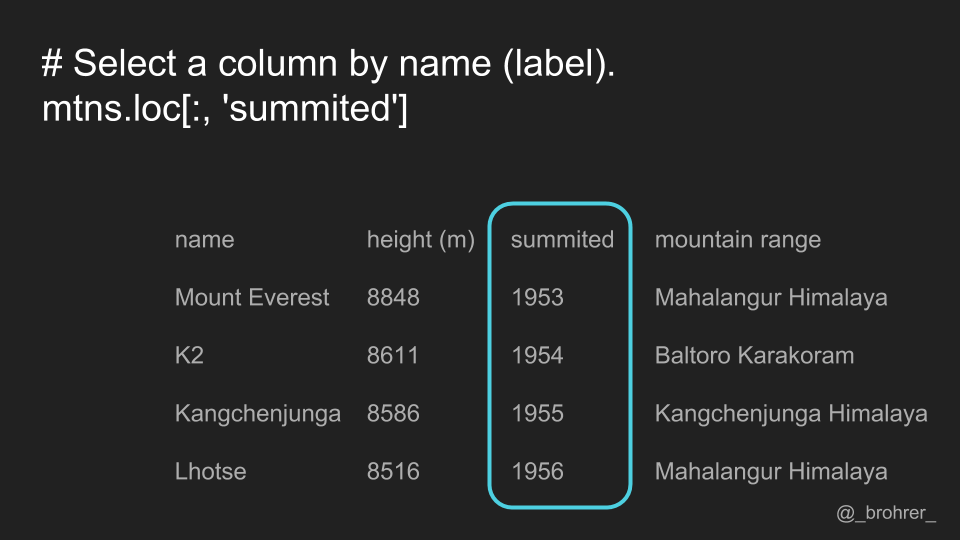 # Select a column by name (label).
mtns.loc[:, 'summited']
name height (m) summited mountain range
Mount Everest 8848 1953 Mahalangur Himalaya
K2 8611 1954 Baltoro Karakoram
Kangchenjunga 8586 1955 Kangchenjunga Himalaya
Lhotse 8516 1956 Mahalangur Himalaya
@_brohrer_